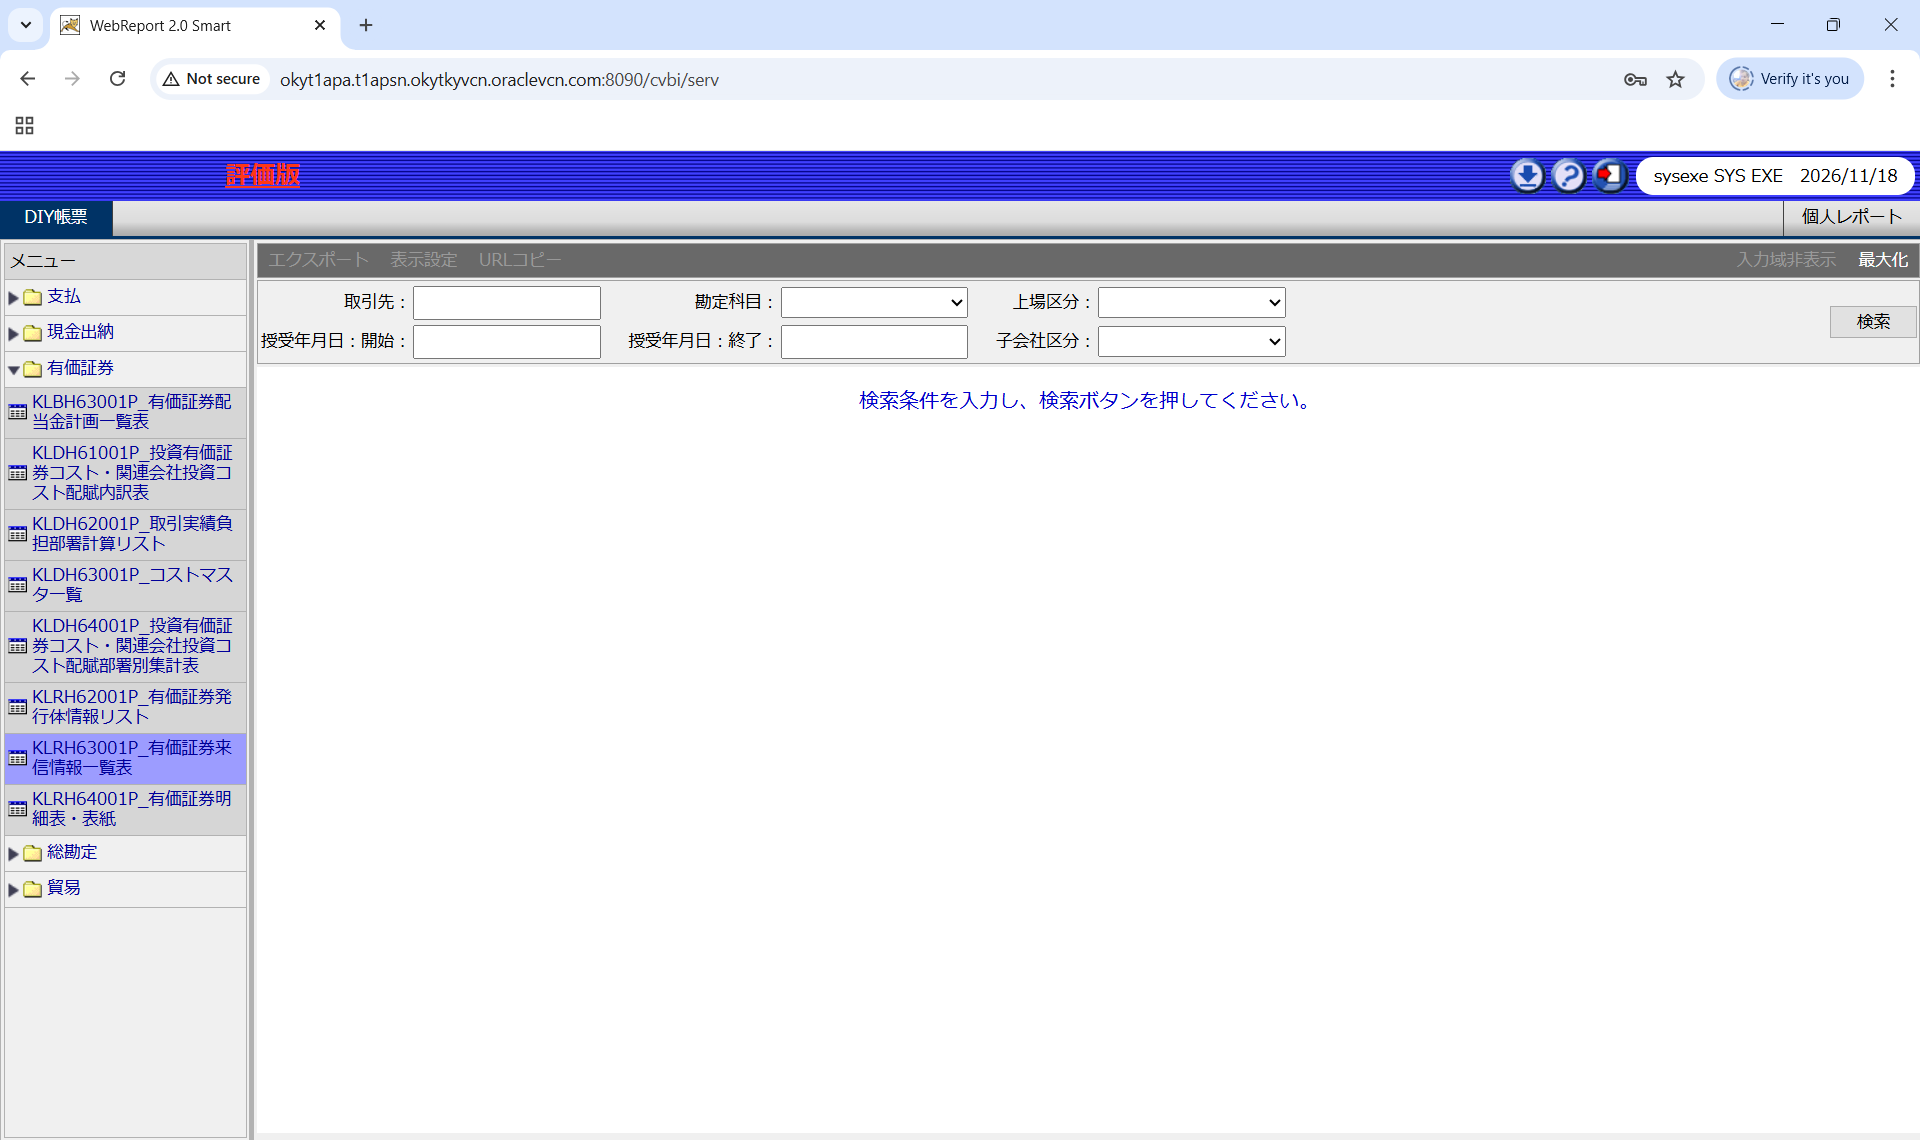 WebReport 2.0 Smart
Not secure
okyt1apa.t1apsn.okytkyvcn.oraclevcn.com:8090/cvbi/serv
Verify it's you
評価版
sysexe SYS EXE 2026/11/18
DIY帳票
個人レポート
メニュー
エクスポート 表示設定 URLコピー
入力域非表示 最大化
支払
現金出納
有価証券
KLBH63001P_有価証券配
当金計画一覧表
KLDH61001P_投資有価証
券コスト・関連会社投資コ
スト配賦内訳表
KLDH62001P_取引実績負
担部署計算リスト
KLDH63001P_コストマス
タ一覧
KLDH64001P_投資有価証
券コスト・関連会社投資コ
スト配賦部署別集計表
KLRH62001P_有価証券発
行体情報リスト
KLRH63001P_有価証券来
信情報一覧表
KLRH64001P_有価証券明
細表・表紙
総勘定
貿易
取引先：
勘定科目：
上場区分：
授受年月日：開始：
授受年月日：終了：
子会社区分：
検索
検索条件を入力し、検索ボタンを押してください。